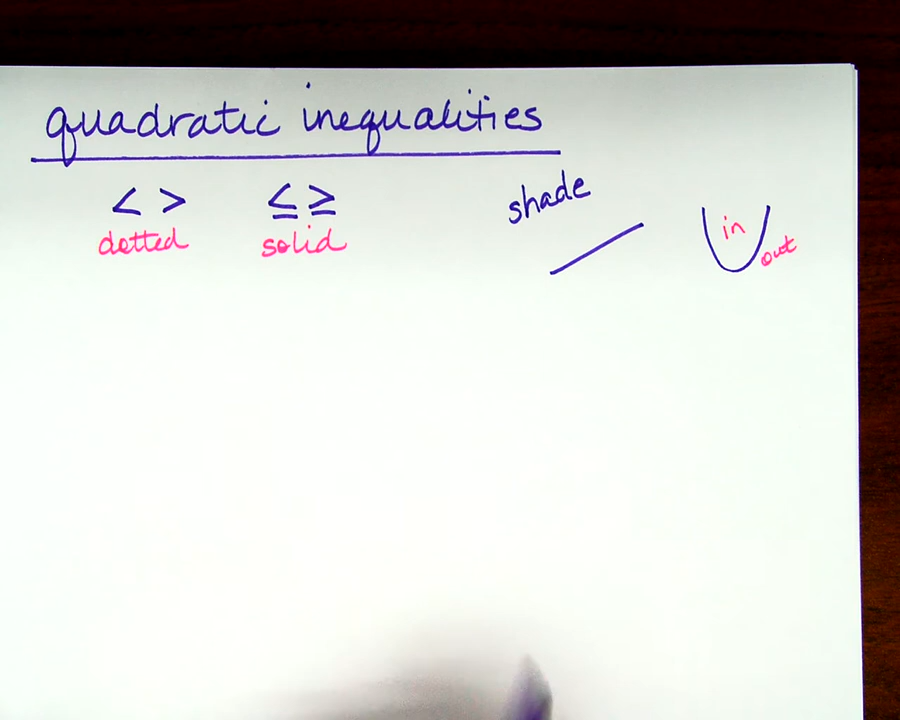 quadratic inequalities
< > ≤ ≥ shade
dotted solid in
out